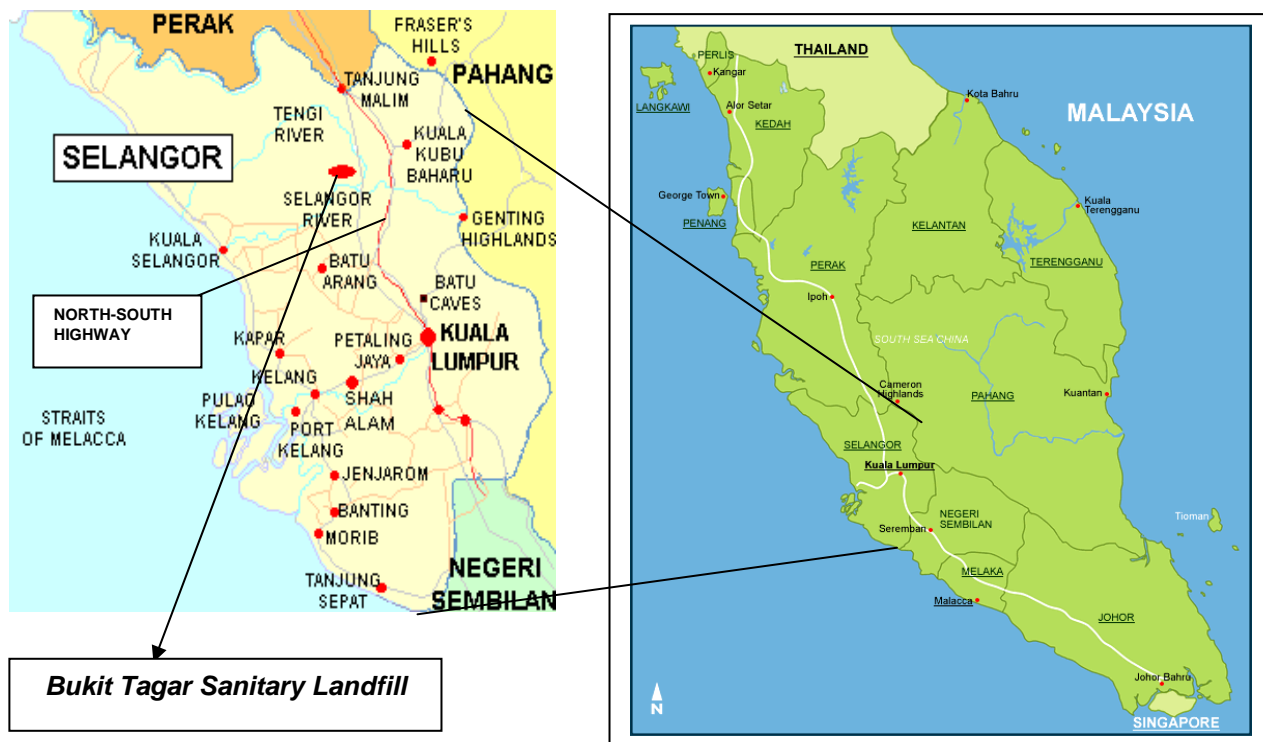 PERAK
FRASER'S
HILLS
PAHANG
TANJUNG
MALIM
TENGI
RIVER
KUALA
KUBU
BAHARU
SELANGOR
SELANGOR
RIVER
GENTING
HIGHLANDS
KUALA
SELANGOR
BATU
ARANG
BATU
CAVES
NORTH-SOUTH
HIGHWAY
KAPAR
PETALING
JAYA
KUALA
LUMPUR
KELANG
SHAH
ALAM
PULAO
KELANG
PORT
KELANG
STRAITS
OF MELACCA
JENJAROM
BANTING
MORIB
TANJUNG
SEPAT
NEGERI
SEMBILAN
Bukit Tagar Sanitary Landfill
THAILAND
PERLIS
Kangar
LANGKAWI
Alor Setar
KEDAH
Kota Bahru
MALAYSIA
George Town
PENANG
Kuala
Terengganu
KELANTAN
TERENGGANU
PERAK
Ipoh
SOUTH SEA CHINA
Cameron
Highlands
PAHANG
Kuantan
SELANGOR
Kuala Lumpur
NEGERI
SEMBILAN
Seremban
Tioman
MELAKA
Malacca
JOHOR
Johor Bahru
SINGAPORE
N